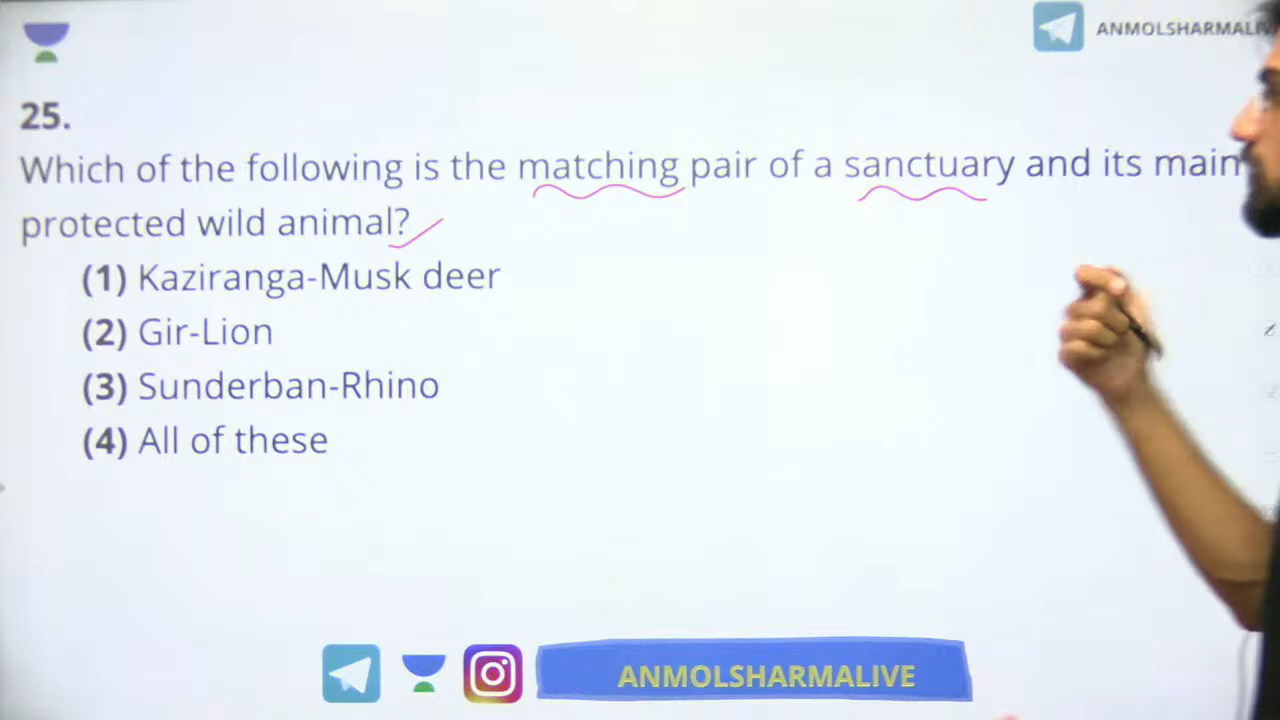 ANMOLSHARMALIV
25.
Which of the following is the matching pair of a sanctuary and its main
protected wild animal?
(1) Kaziranga-Musk deer
(2) Gir-Lion
(3) Sunderban-Rhino
(4) All of these
ANMOLSHARMALIVE